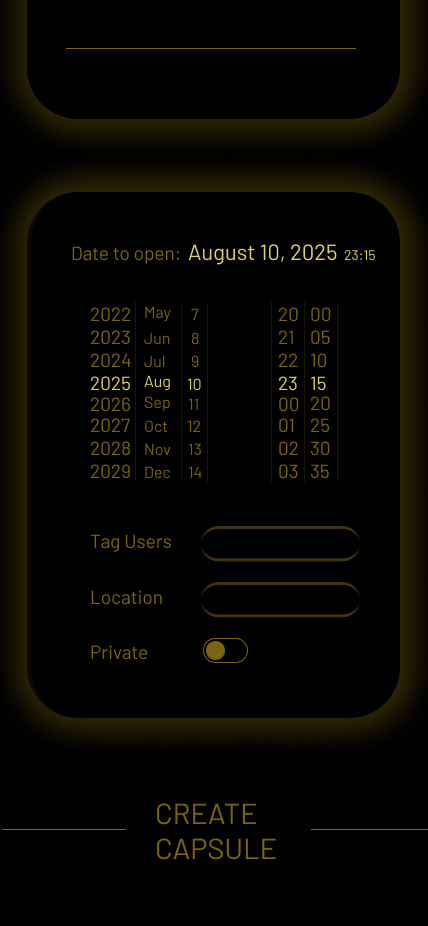 Date to open: August 10, 2025 23:15
2022 May 7 20 00
2023 Jun 8 21 05
2024 Jul 9 22 10
2025 Aug 10 23 15
2026 Sep 11 00 20
2027 Oct 12 01 25
2028 Nov 13 02 30
2029 Dec 14 03 35
Tag Users
Location
Private
CREATE
CAPSULE